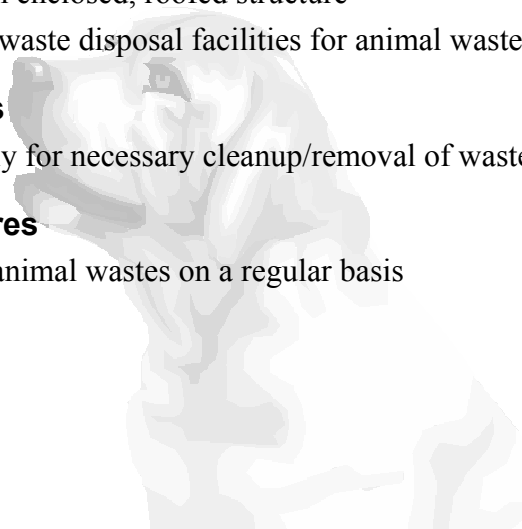 enclosed, roofed structure
waste disposal facilities for animal waste
for necessary cleanup/removal of waste
animal wastes on a regular basis